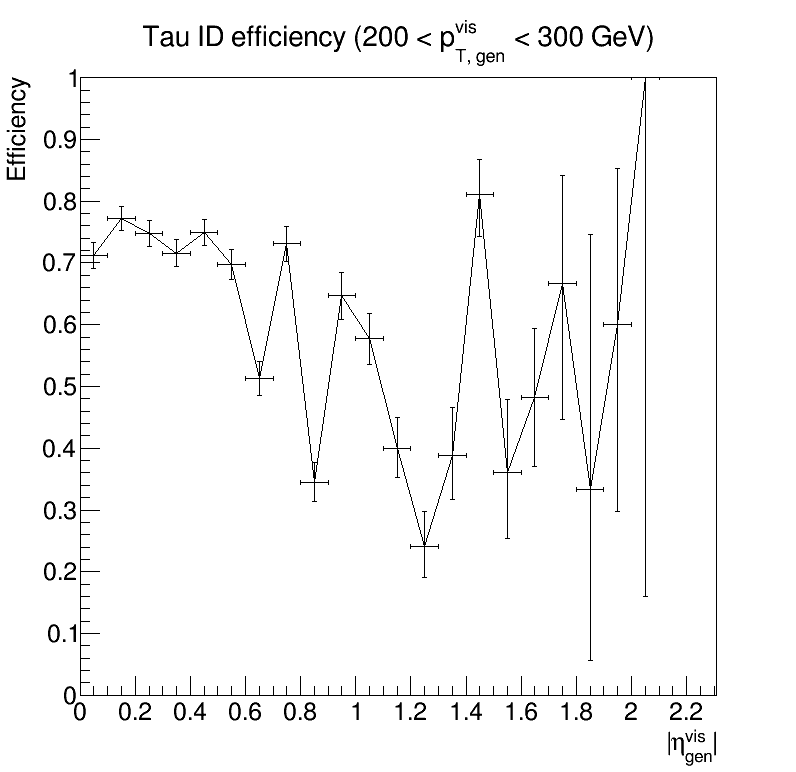 Tau ID efficiency (200 < p^vis_T, gen < 300 GeV)
Efficiency
1
0.9
0.8
0.7
0.6
0.5
0.4
0.3
0.2
0.1
0
0 0.2 0.4 0.6 0.8 1 1.2 1.4 1.6 1.8 2 2.2
|η^vis_gen|